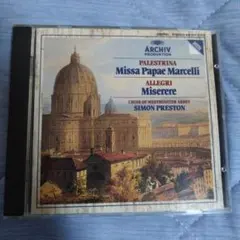 ARCHIV
PRODUKTION
PALESTRINA
Missa Papae Marcelli
ALLEGRI
Miserere
CHOIR OF WESTMINSTER ABBEY
SIMON PRESTON